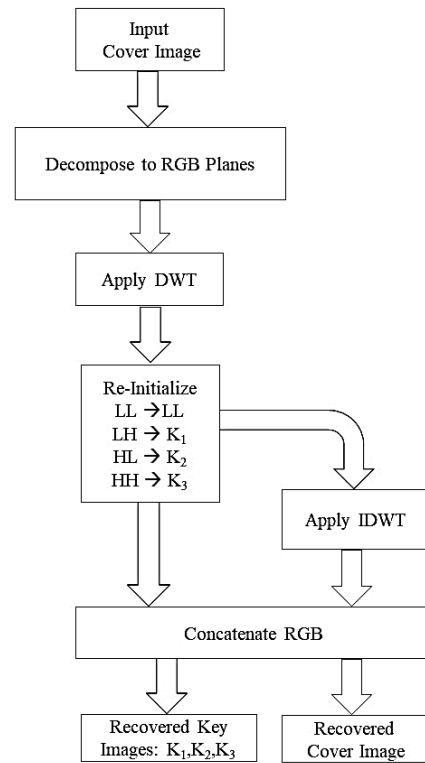 Input
Cover Image
Decompose to RGB Planes
Apply DWT
Re-Initialize
LL → LL
LH → K₁
HL → K₂
HH → K₃
Apply IDWT
Concatenate RGB
Recovered Key
Images: K₁,K₂,K₃
Recovered
Cover Image